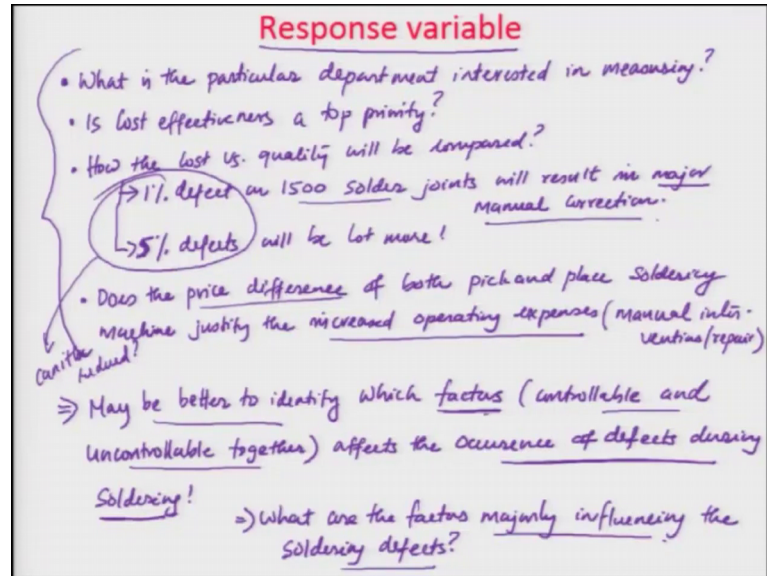 Response variable
• What is the particular department interested in measuring?
• Is Cost effectiveness a top priority?
• How the Cost vs. quality will be compared?
→ 1% defect on 1500 Solder joints will result in major
manual correction.
→ 5% defects will be lot more!
• Does the price difference of both pick and place Soldering
machine justify the increased operating expenses (manual inter-
vention/repair)
can it be
reduced?
⇒ May be better to identify which factors (controllable and
uncontrollable together) affects the occurence of defects during
Soldering!
⇒ What are the factors majorly influencing the
Soldering defects?